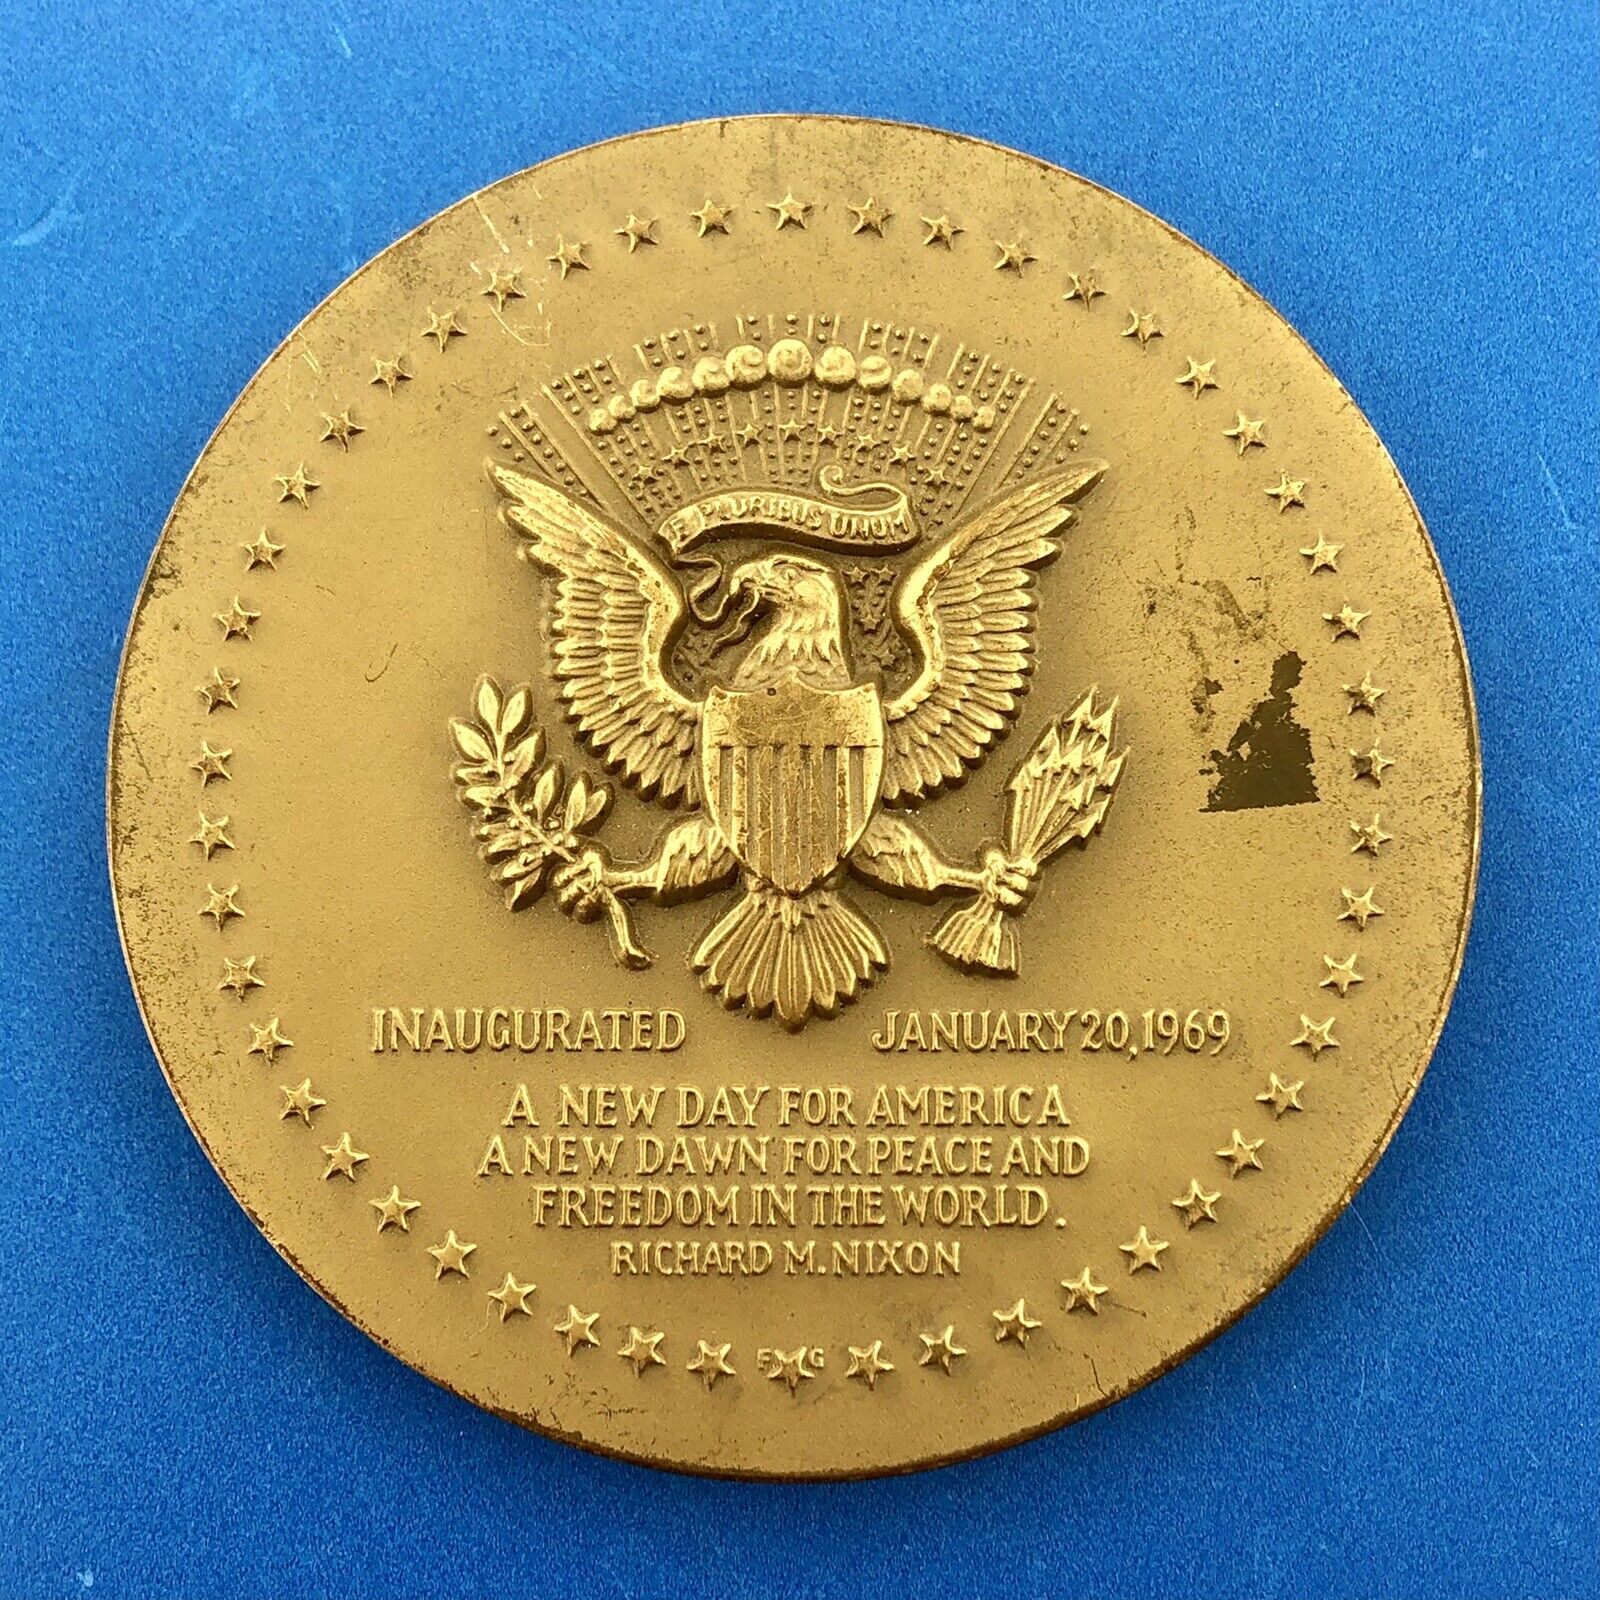 E PLURIBUS UNUM
INAUGURATED JANUARY 20, 1969
A NEW DAY FOR AMERICA
A NEW DAWN FOR PEACE AND
FREEDOM IN THE WORLD.
RICHARD M. NIXON
F G